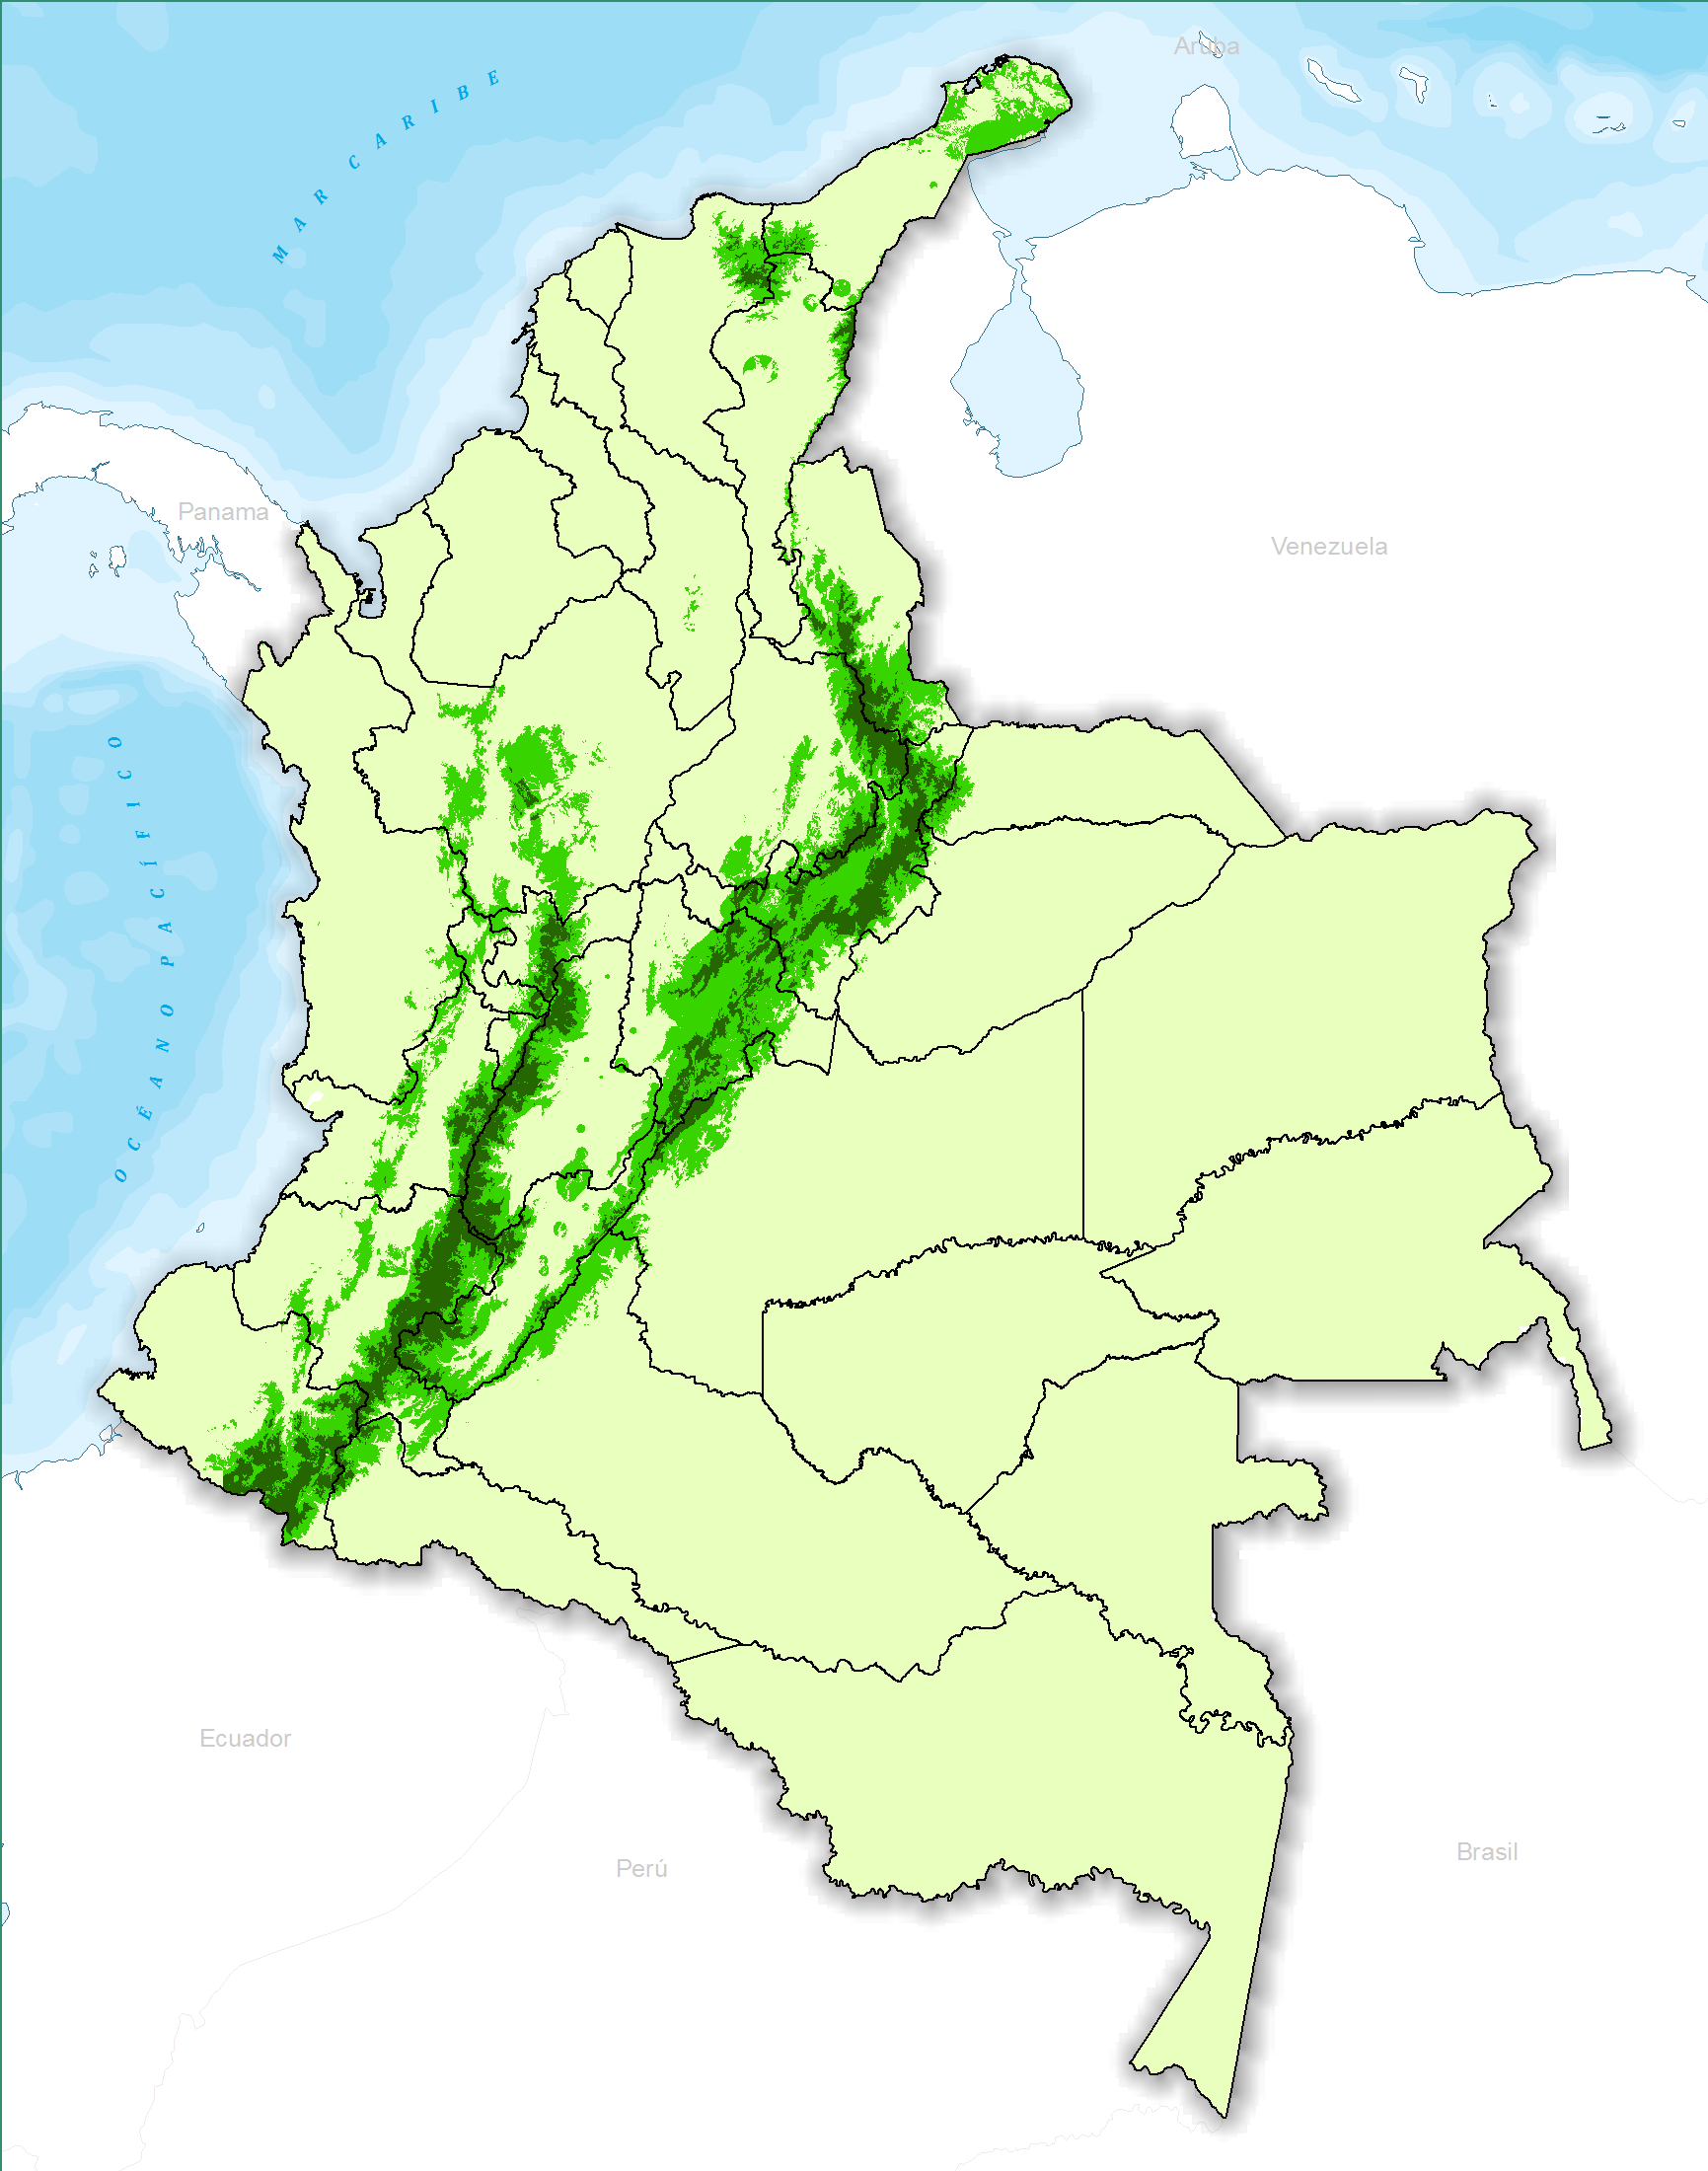 Aruba
MAR CARIBE
Panama
Venezuela
OCÉANO PACÍFICO
Ecuador
Perú
Brasil